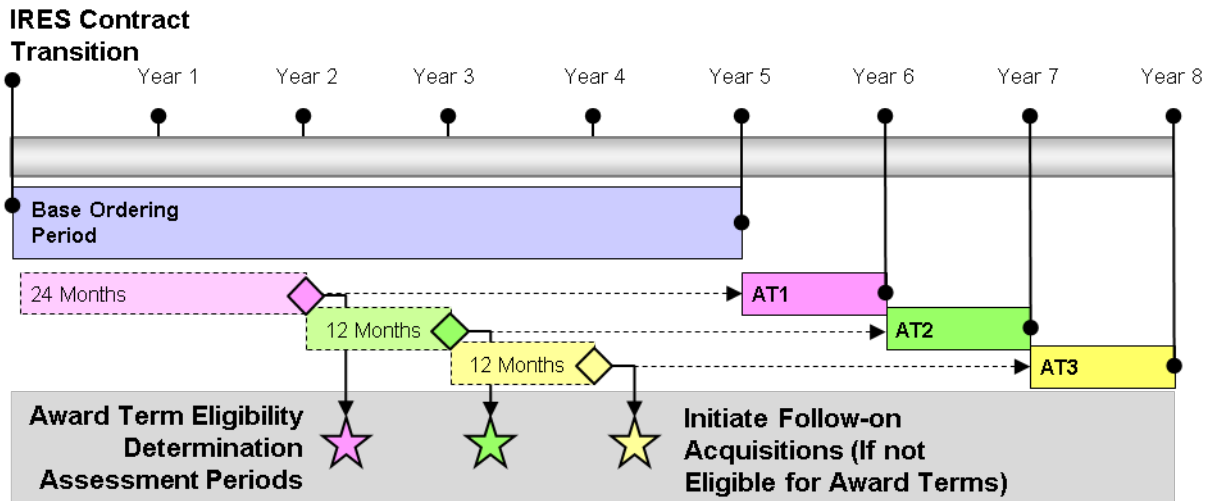 IRES Contract
Transition
Year 1
Year 2
Year 3
Year 4
Year 5
Year 6
Year 7
Year 8
Base Ordering
Period
24 Months
AT1
12 Months
AT2
12 Months
AT3
Award Term Eligibility
Determination
Assessment Periods
Initiate Follow-on
Acquisitions (If not
Eligible for Award Terms)